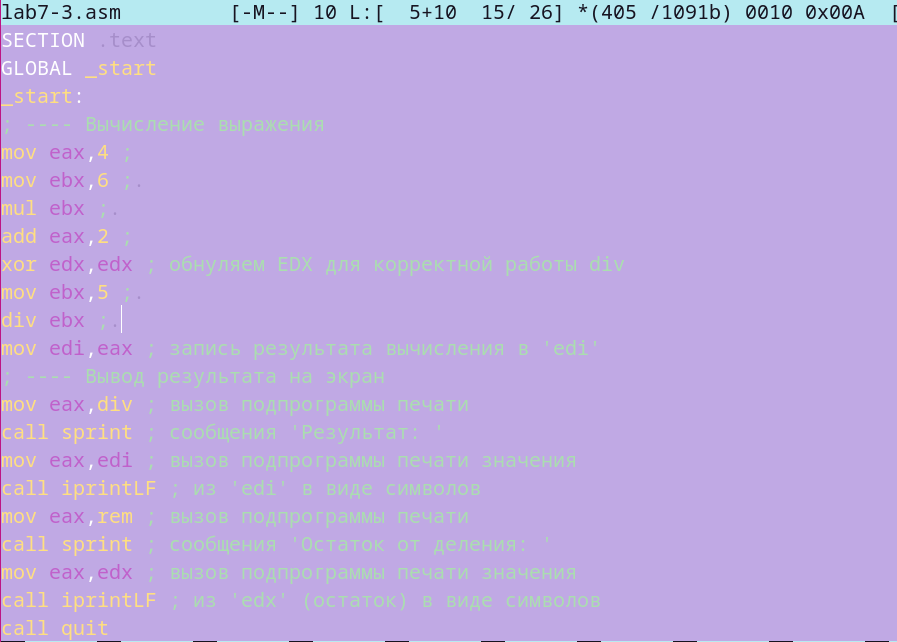 lab7-3.asm [-M--] 10 L:[ 5+10 15/ 26] *(405 /1091b) 0010 0x00A [
SECTION .text
GLOBAL _start
_start:
; ---- Вычисление выражения
mov eax,4 ;
mov ebx,6 ;.
mul ebx ;.
add eax,2 ;
xor edx,edx ; обнуляем EDX для корректной работы div
mov ebx,5 ;.
div ebx ;.
mov edi,eax ; запись результата вычисления в 'edi'
; ---- Вывод результата на экран
mov eax,div ; вызов подпрограммы печати
call sprint ; сообщения 'Результат: '
mov eax,edi ; вызов подпрограммы печати значения
call iprintLF ; из 'edi' в виде символов
mov eax,rem ; вызов подпрограммы печати
call sprint ; сообщения 'Остаток от деления: '
mov eax,edx ; вызов подпрограммы печати значения
call iprintLF ; из 'edx' (остаток) в виде символов
call quit